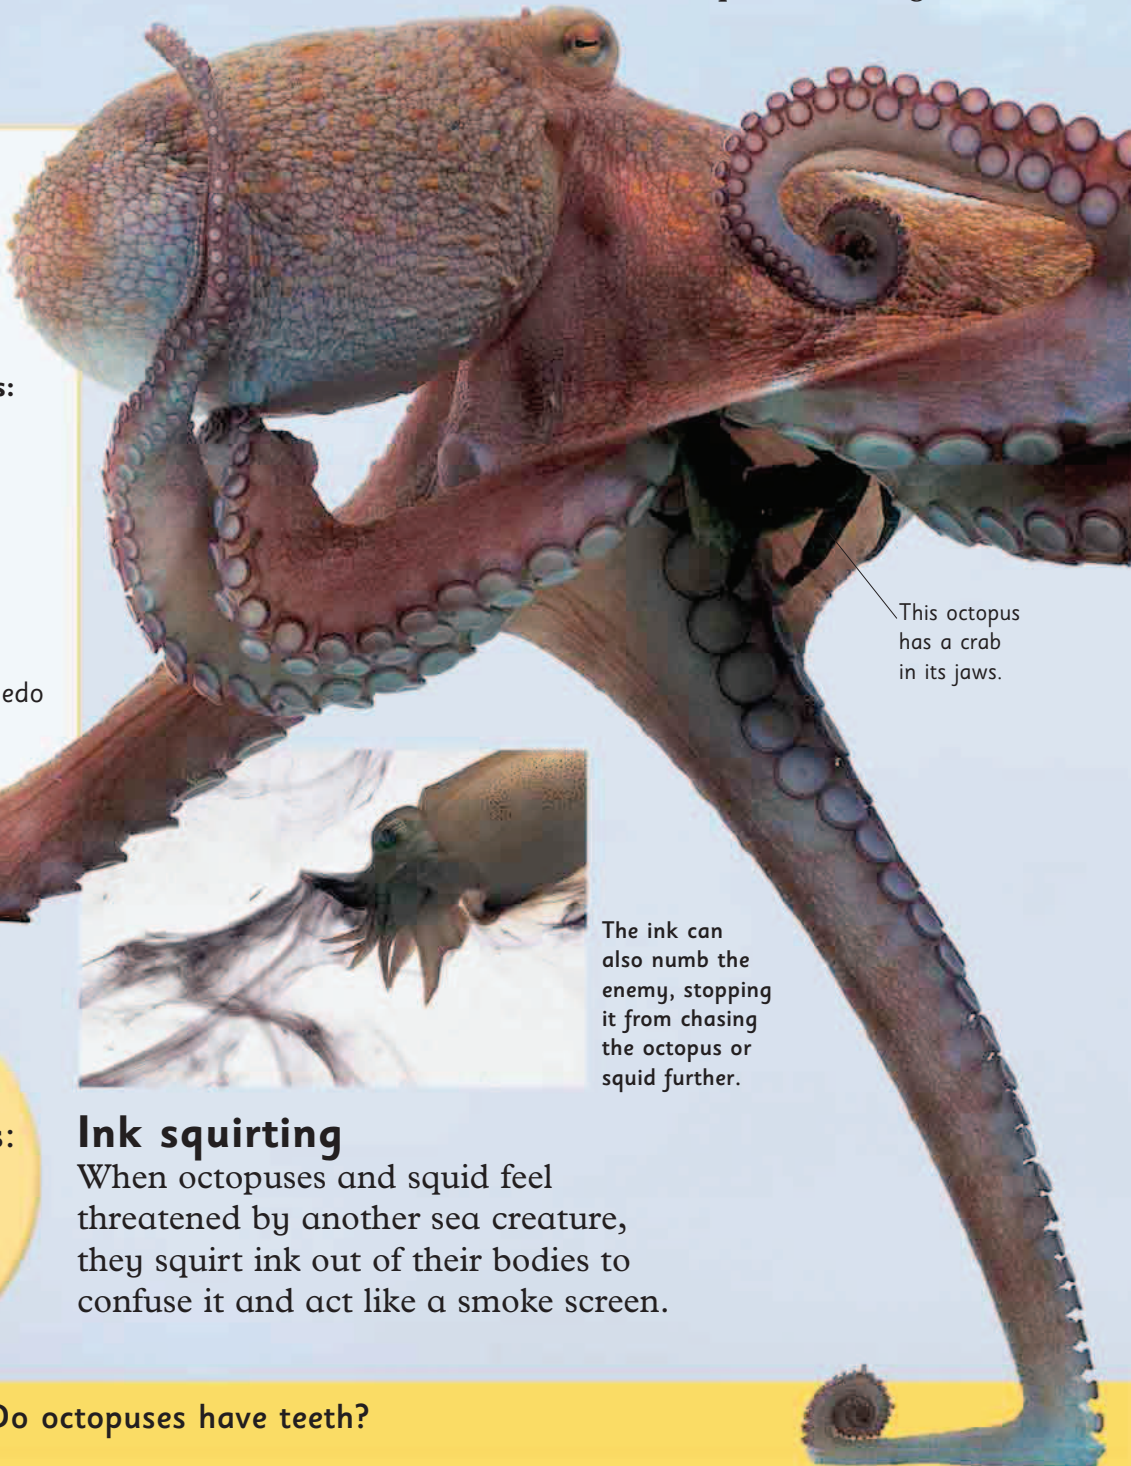 s:
edo
This octopus
has a crab
in its jaws.
The ink can
also numb the
enemy, stopping
it from chasing
the octopus or
squid further.
s:
Ink squirting
When octopuses and squid feel
threatened by another sea creature,
they squirt ink out of their bodies to
confuse it and act like a smoke screen.
Do octopuses have teeth?